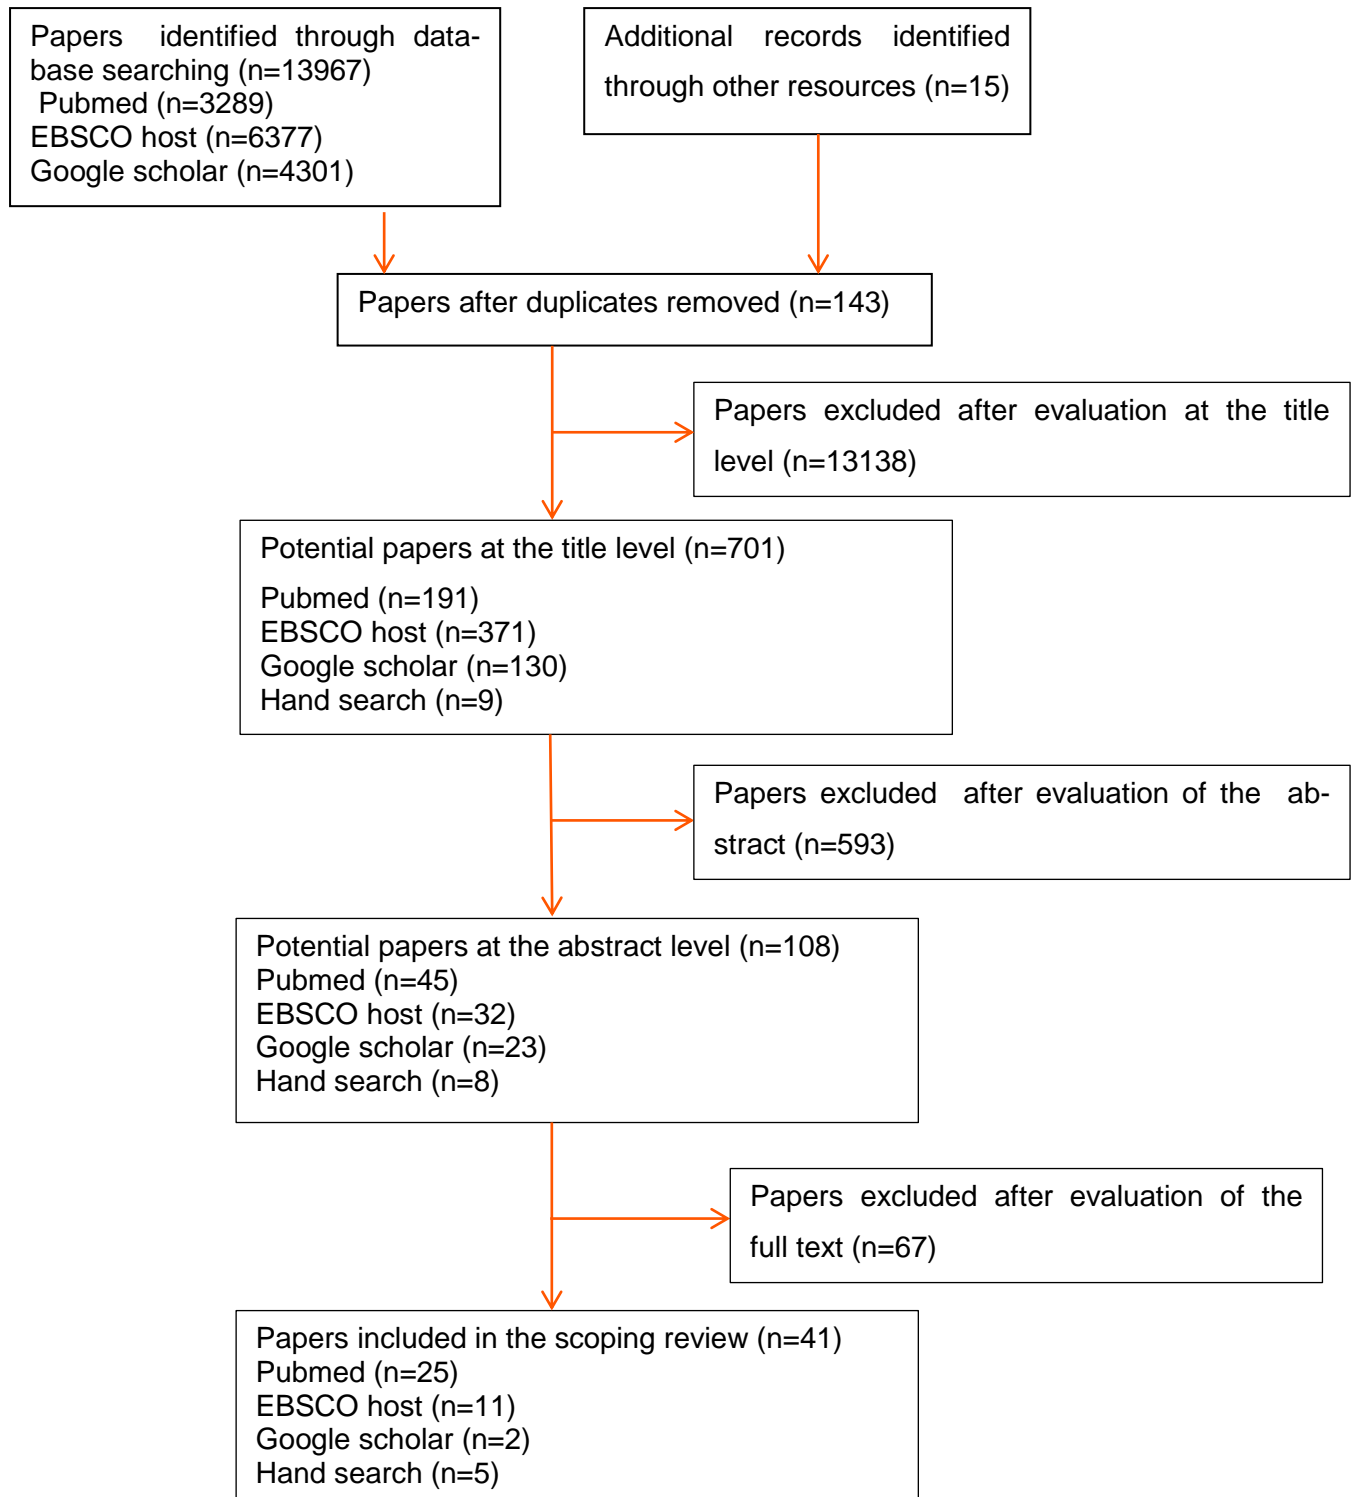 Papers identified through data-
base searching (n=13967)
Pubmed (n=3289)
EBSCO host (n=6377)
Google scholar (n=4301)
Additional records identified
through other resources (n=15)
Papers after duplicates removed (n=143)
Papers excluded after evaluation at the title
level (n=13138)
Potential papers at the title level (n=701)
Pubmed (n=191)
EBSCO host (n=371)
Google scholar (n=130)
Hand search (n=9)
Papers excluded after evaluation of the ab-
stract (n=593)
Potential papers at the abstract level (n=108)
Pubmed (n=45)
EBSCO host (n=32)
Google scholar (n=23)
Hand search (n=8)
Papers excluded after evaluation of the
full text (n=67)
Papers included in the scoping review (n=41)
Pubmed (n=25)
EBSCO host (n=11)
Google scholar (n=2)
Hand search (n=5)